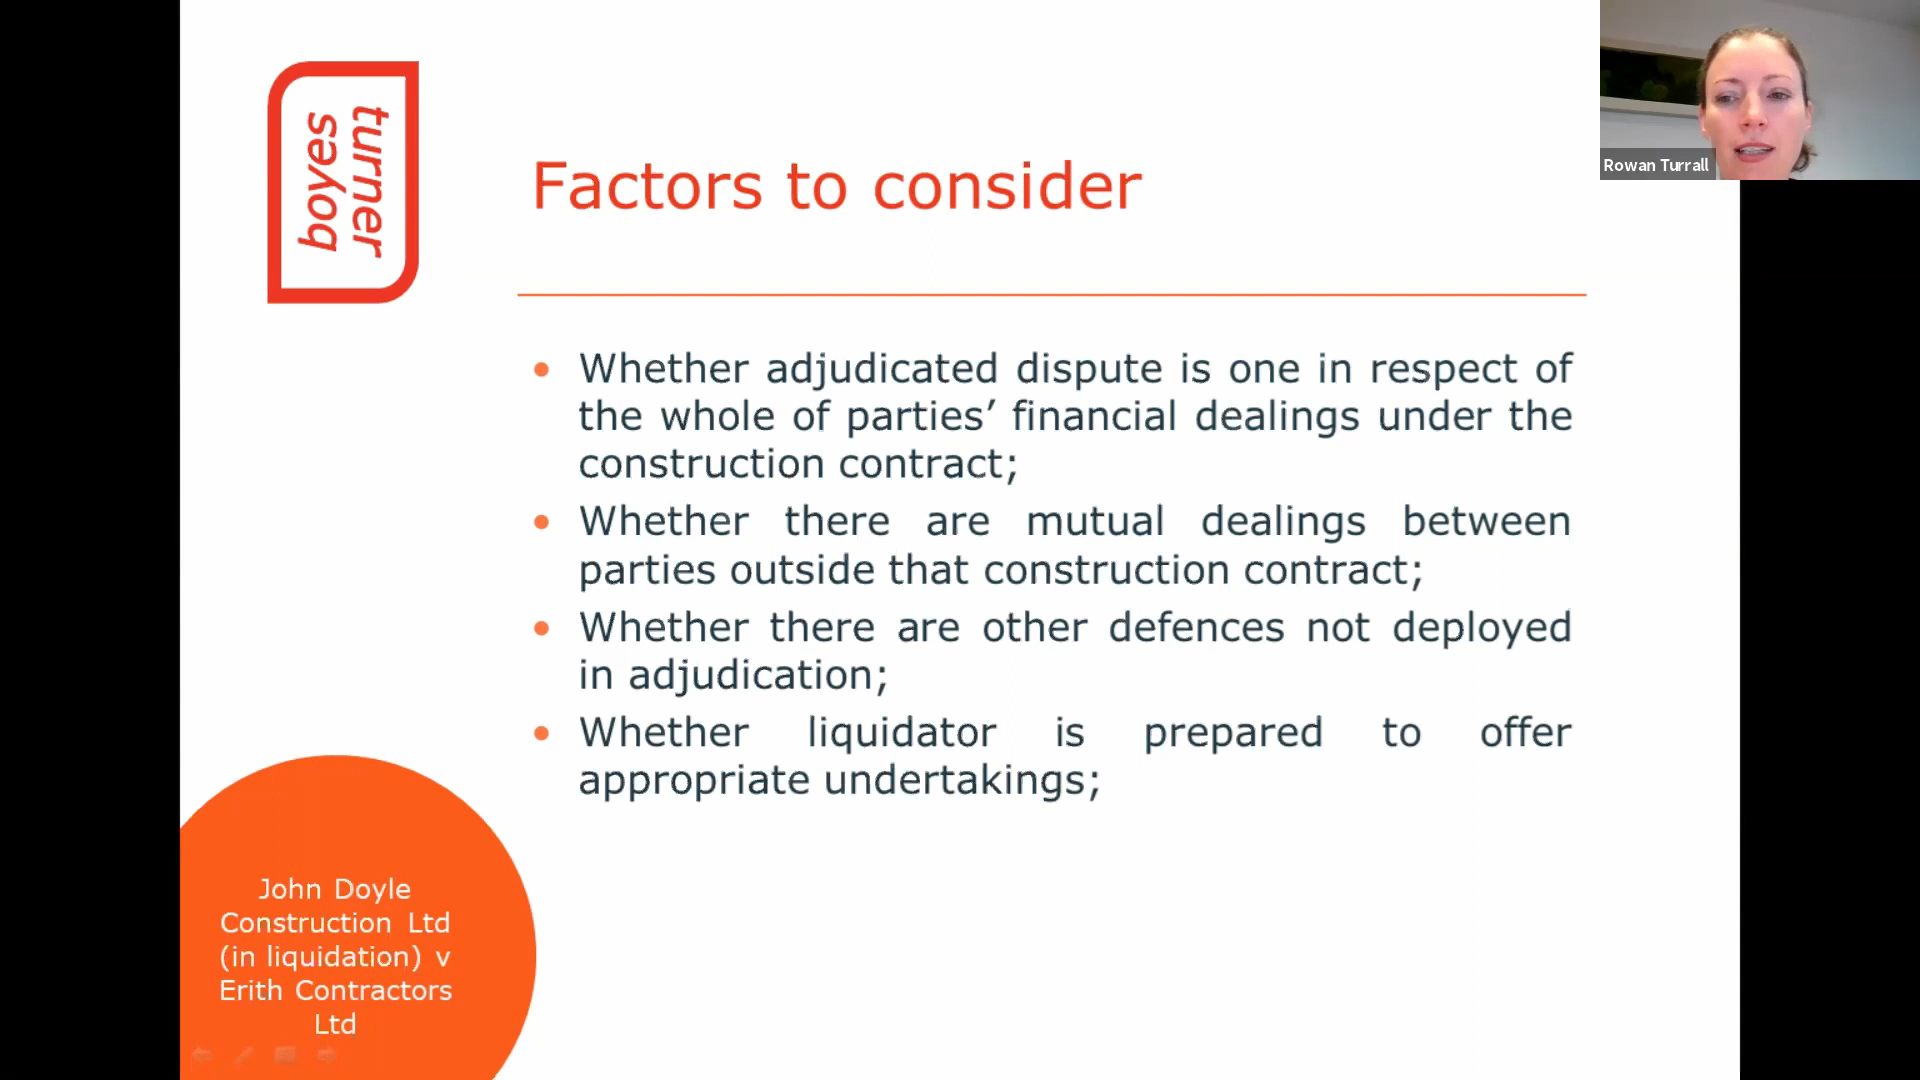 turner
boyes
Factors to consider
Rowan Turrall
• Whether adjudicated dispute is one in respect of
the whole of parties’ financial dealings under the
construction contract;
• Whether there are mutual dealings between
parties outside that construction contract;
• Whether there are other defences not deployed
in adjudication;
• Whether liquidator is prepared to offer
appropriate undertakings;
John Doyle
Construction Ltd
(in liquidation) v
Erith Contractors
Ltd